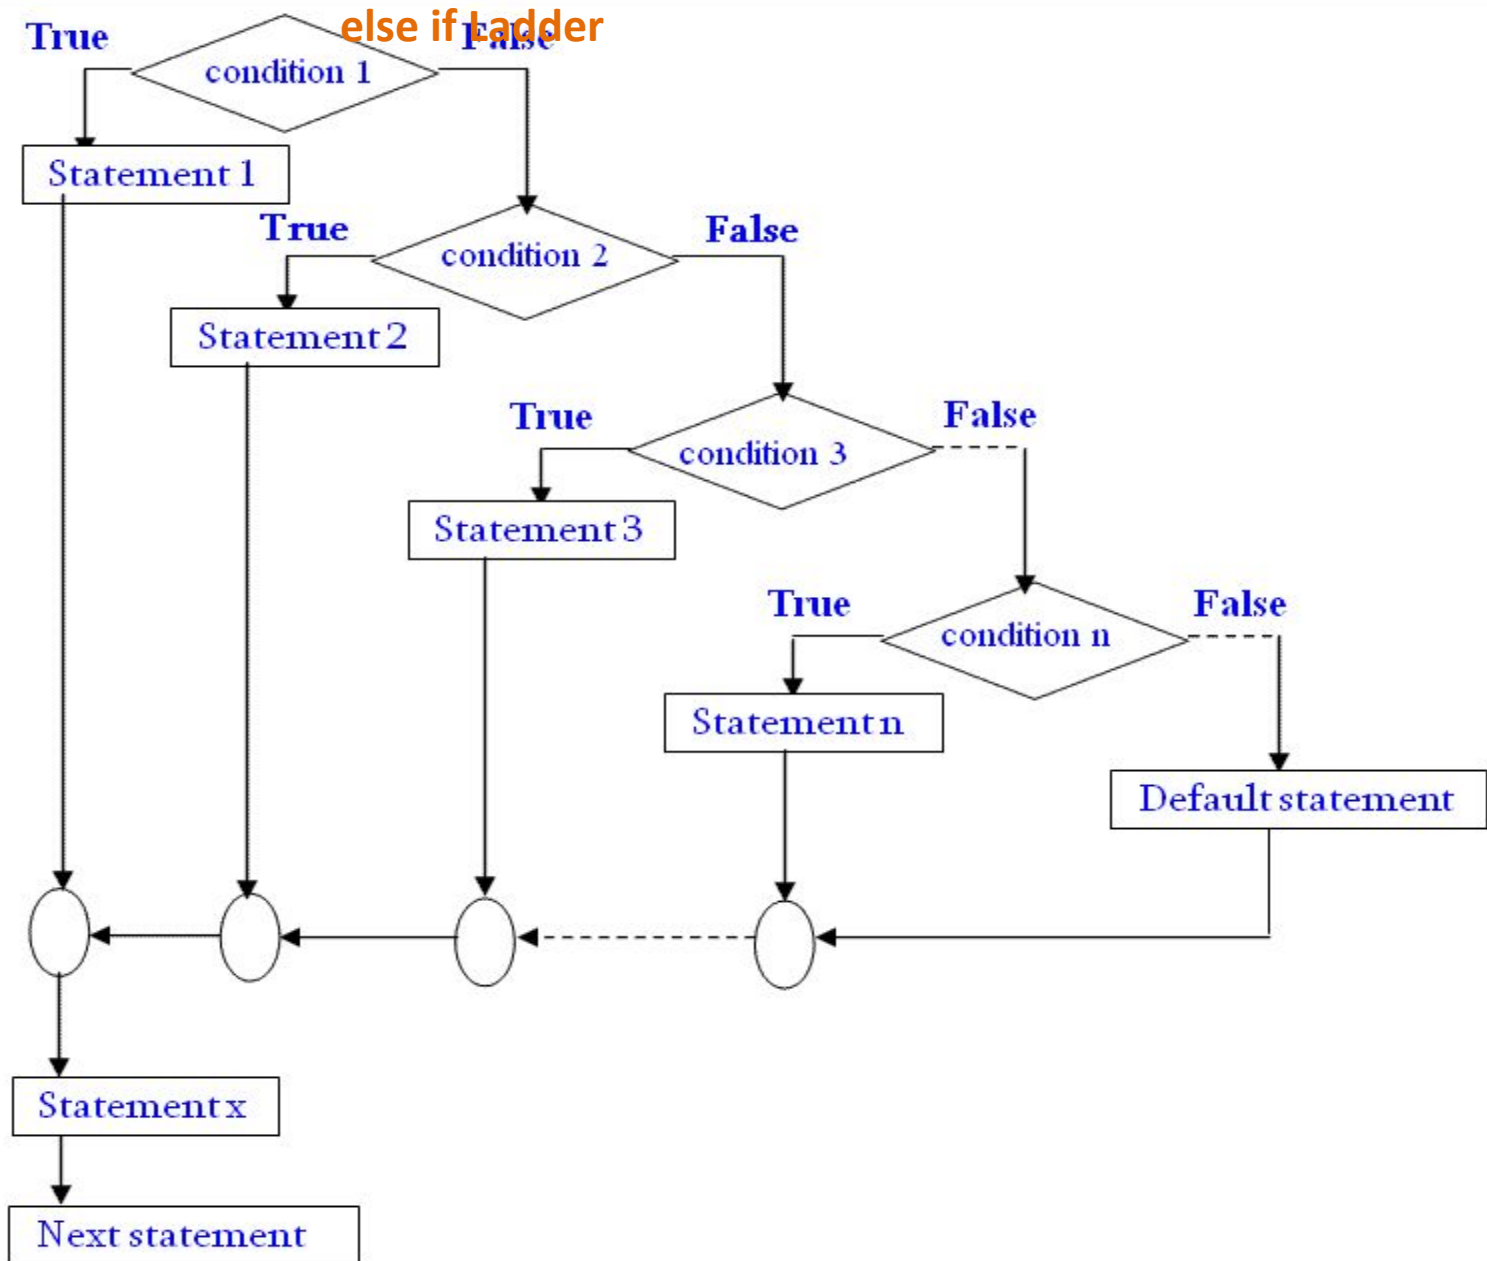 else if Ladder
True
False
condition 1
Statement 1
True
False
condition 2
Statement 2
True
False
condition 3
Statement 3
True
False
condition n
Statement n
Default statement
Statement x
Next statement